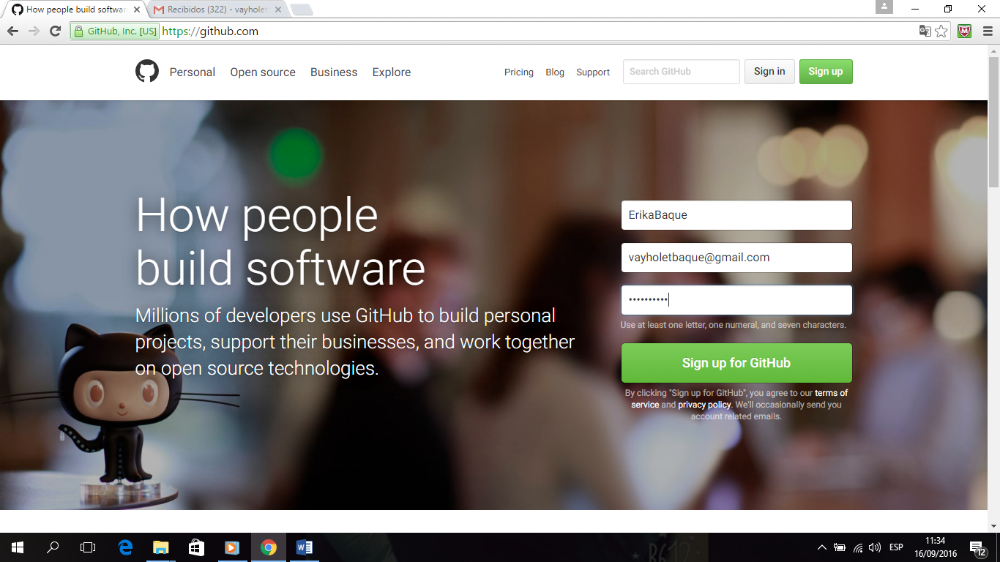 How people build softwar
Recibidos (322) - vayholet
GitHub, Inc. [US] https://github.com
Personal Open source Business Explore Pricing Blog Support Search GitHub Sign in Sign up
How people
build software
Millions of developers use GitHub to build personal
projects, support their businesses, and work together
on open source technologies.
ErikaBaque
vayholetbaque@gmail.com
••••••••••
Use at least one letter, one numeral, and seven characters.
Sign up for GitHub
By clicking "Sign up for GitHub", you agree to our terms of
service and privacy policy. We'll occasionally send you
account related emails.
B612
ESP
11:34
16/09/2016
12